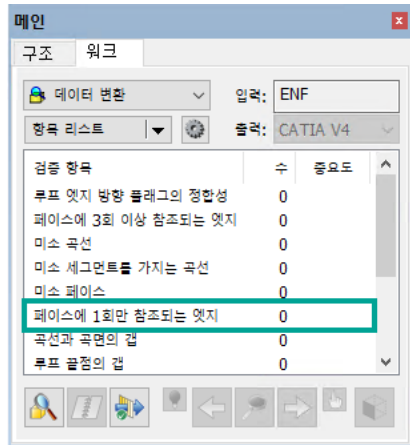 메인
구조 워크
데이터 변환 입력: ENF
항목 리스트 출력: CATIA V4
검증 항목 수 중요도
루프 엣지 방향 플래그의 정합성 0
페이스에 3회 이상 참조되는 엣지 0
미소 곡선 0
미소 세그먼트를 가지는 곡선 0
미소 페이스 0
페이스에 1회만 참조되는 엣지 0
곡선과 곡면의 갭 0
루프 끝점의 갭 0